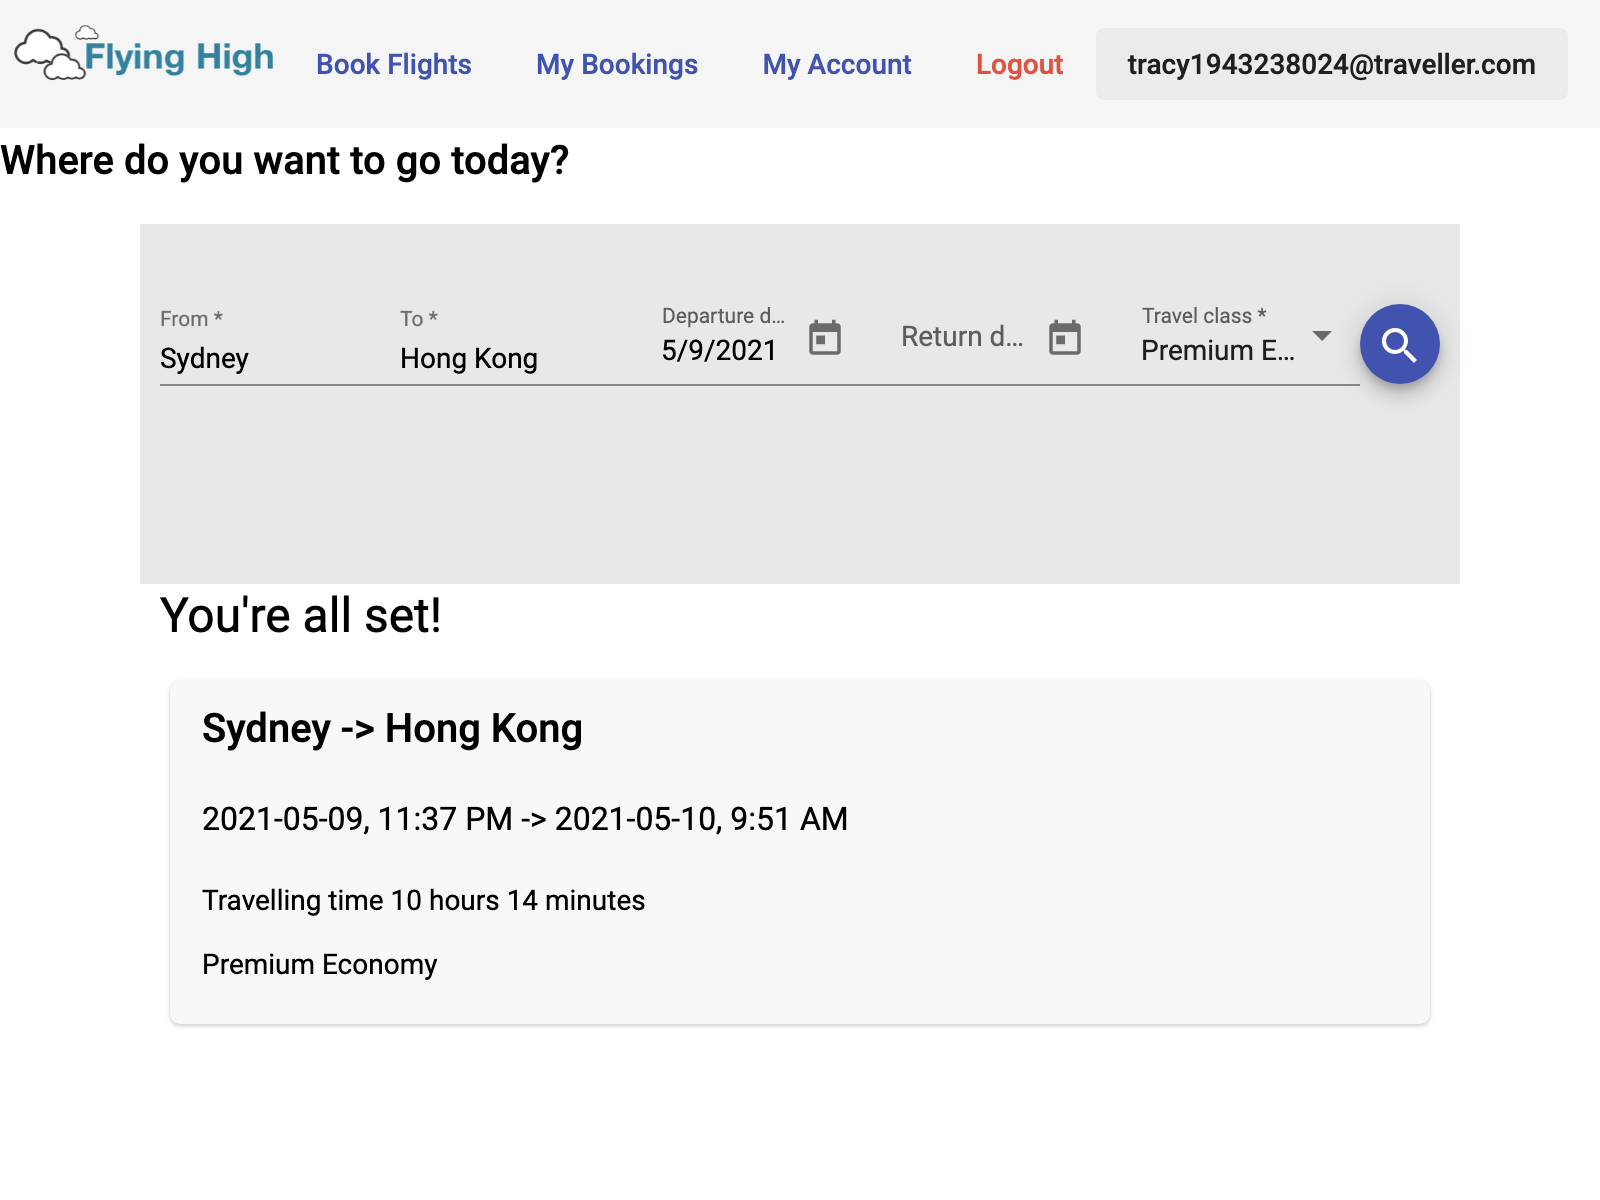 Flying High
Book Flights
My Bookings
My Account
Logout
tracy1943238024@traveller.com
Where do you want to go today?
From *
Sydney
To *
Hong Kong
Departure d...
5/9/2021
Return d...
Travel class *
Premium E...
You're all set!
Sydney -> Hong Kong
2021-05-09, 11:37 PM -> 2021-05-10, 9:51 AM
Travelling time 10 hours 14 minutes
Premium Economy